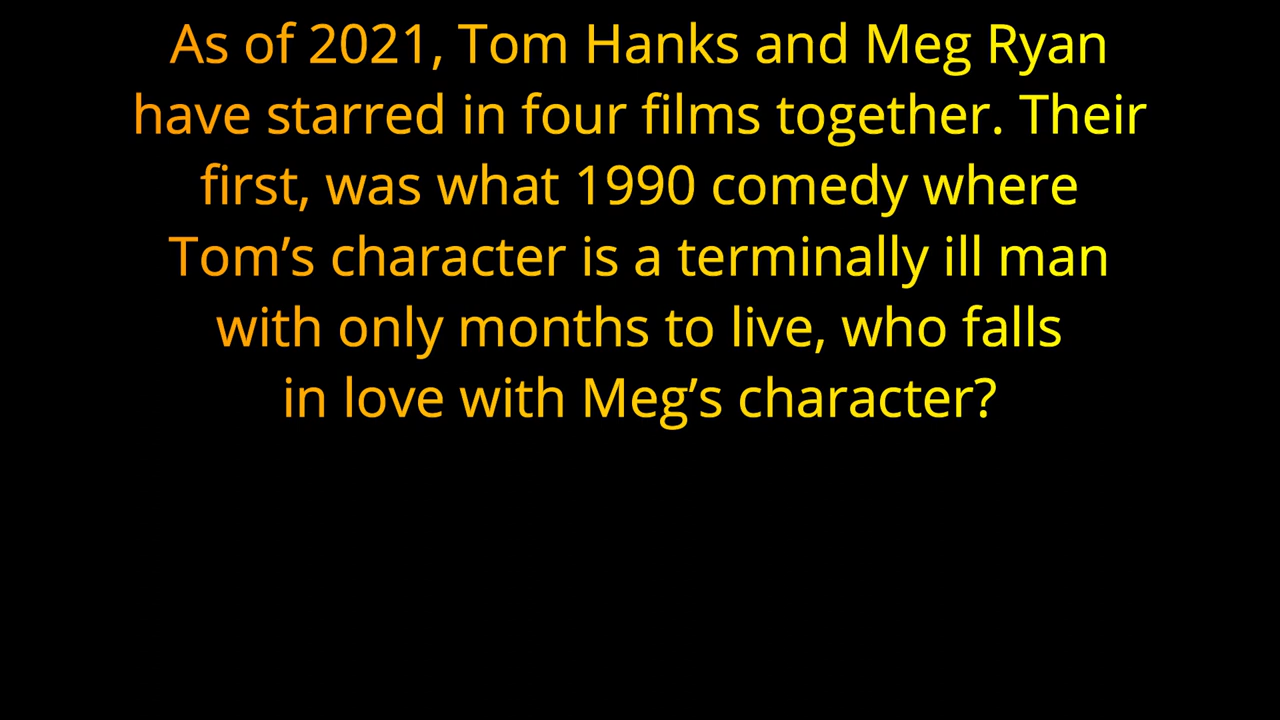 As of 2021, Tom Hanks and Meg Ryan
have starred in four films together. Their
first, was what 1990 comedy where
Tom’s character is a terminally ill man
with only months to live, who falls
in love with Meg’s character?